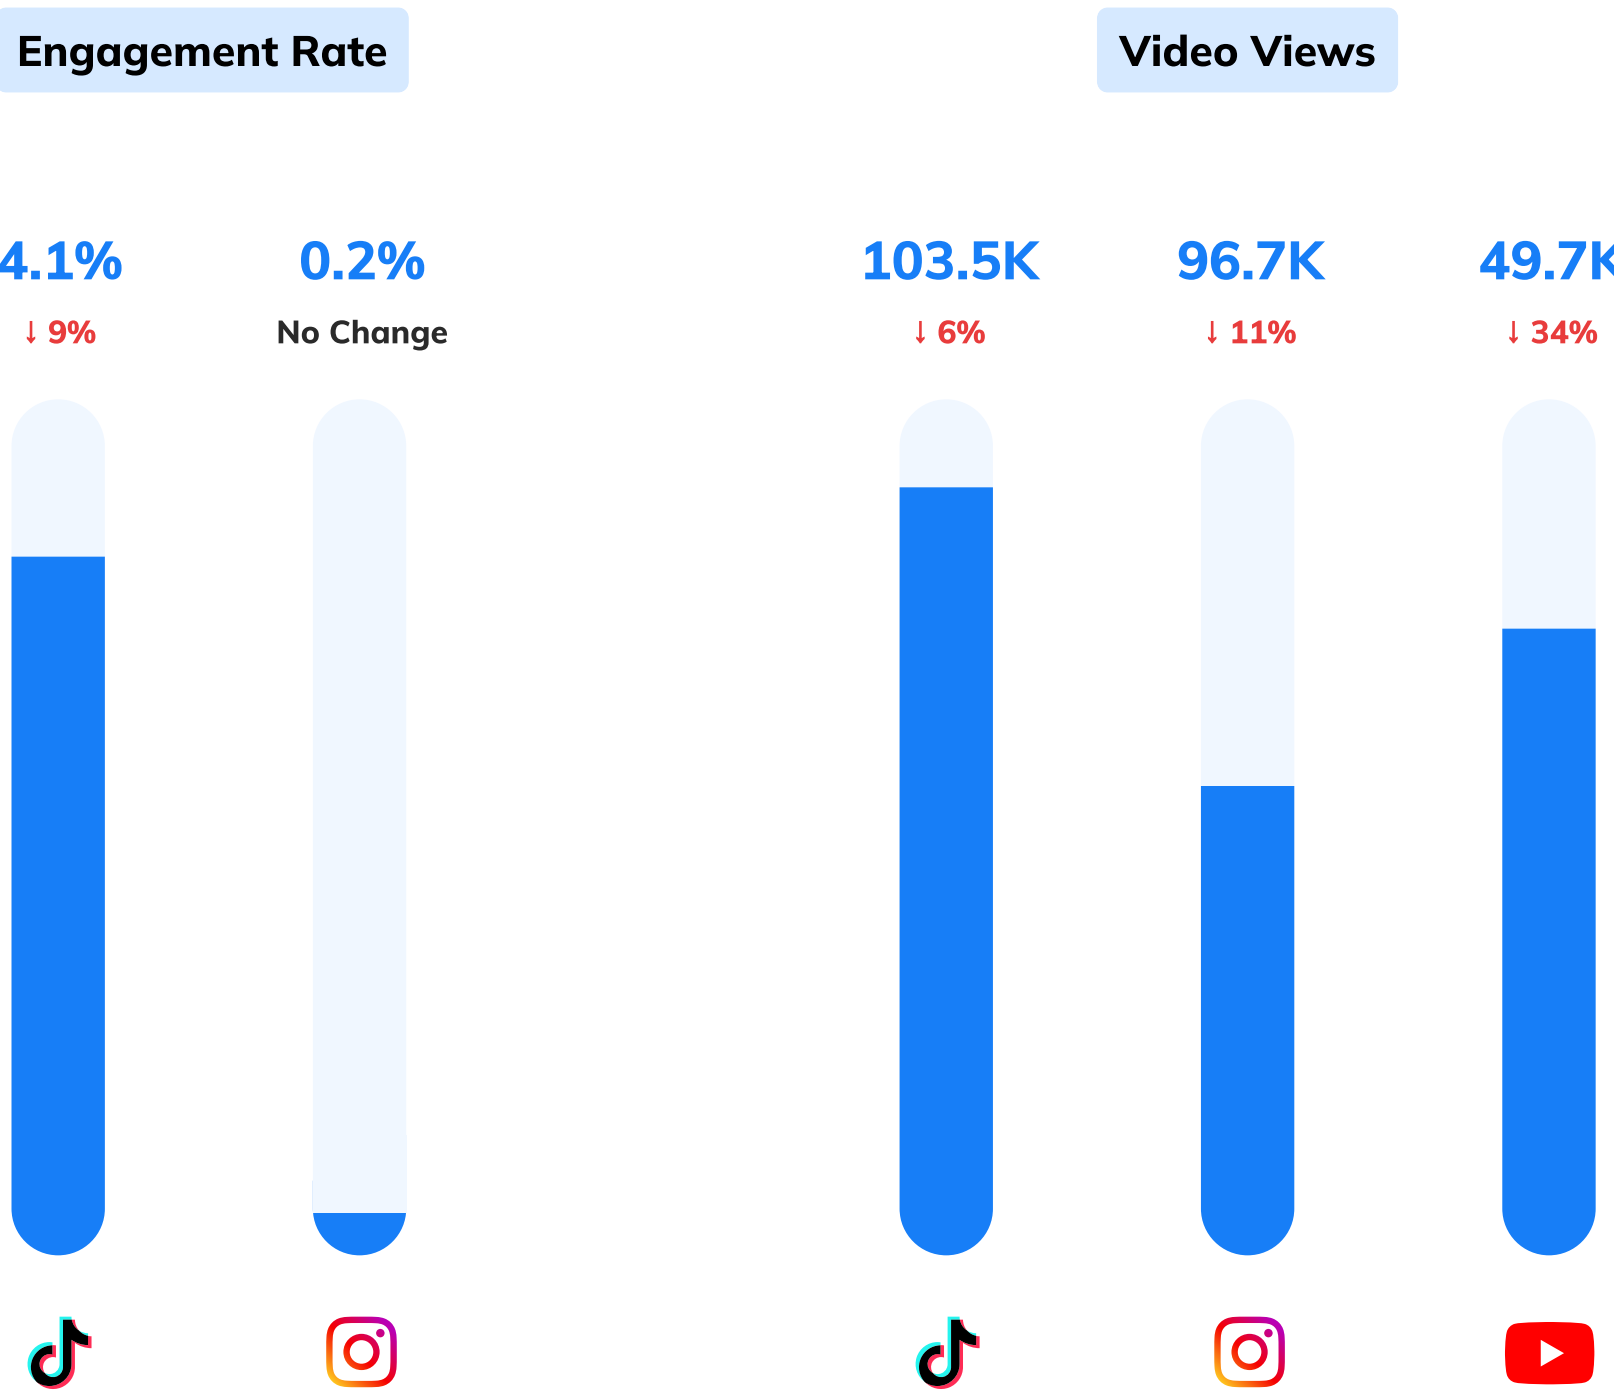 Engagement Rate
Video Views
4.1%
0.2%
103.5K
96.7K
49.7K
↓ 9%
No Change
↓ 6%
↓ 11%
↓ 34%